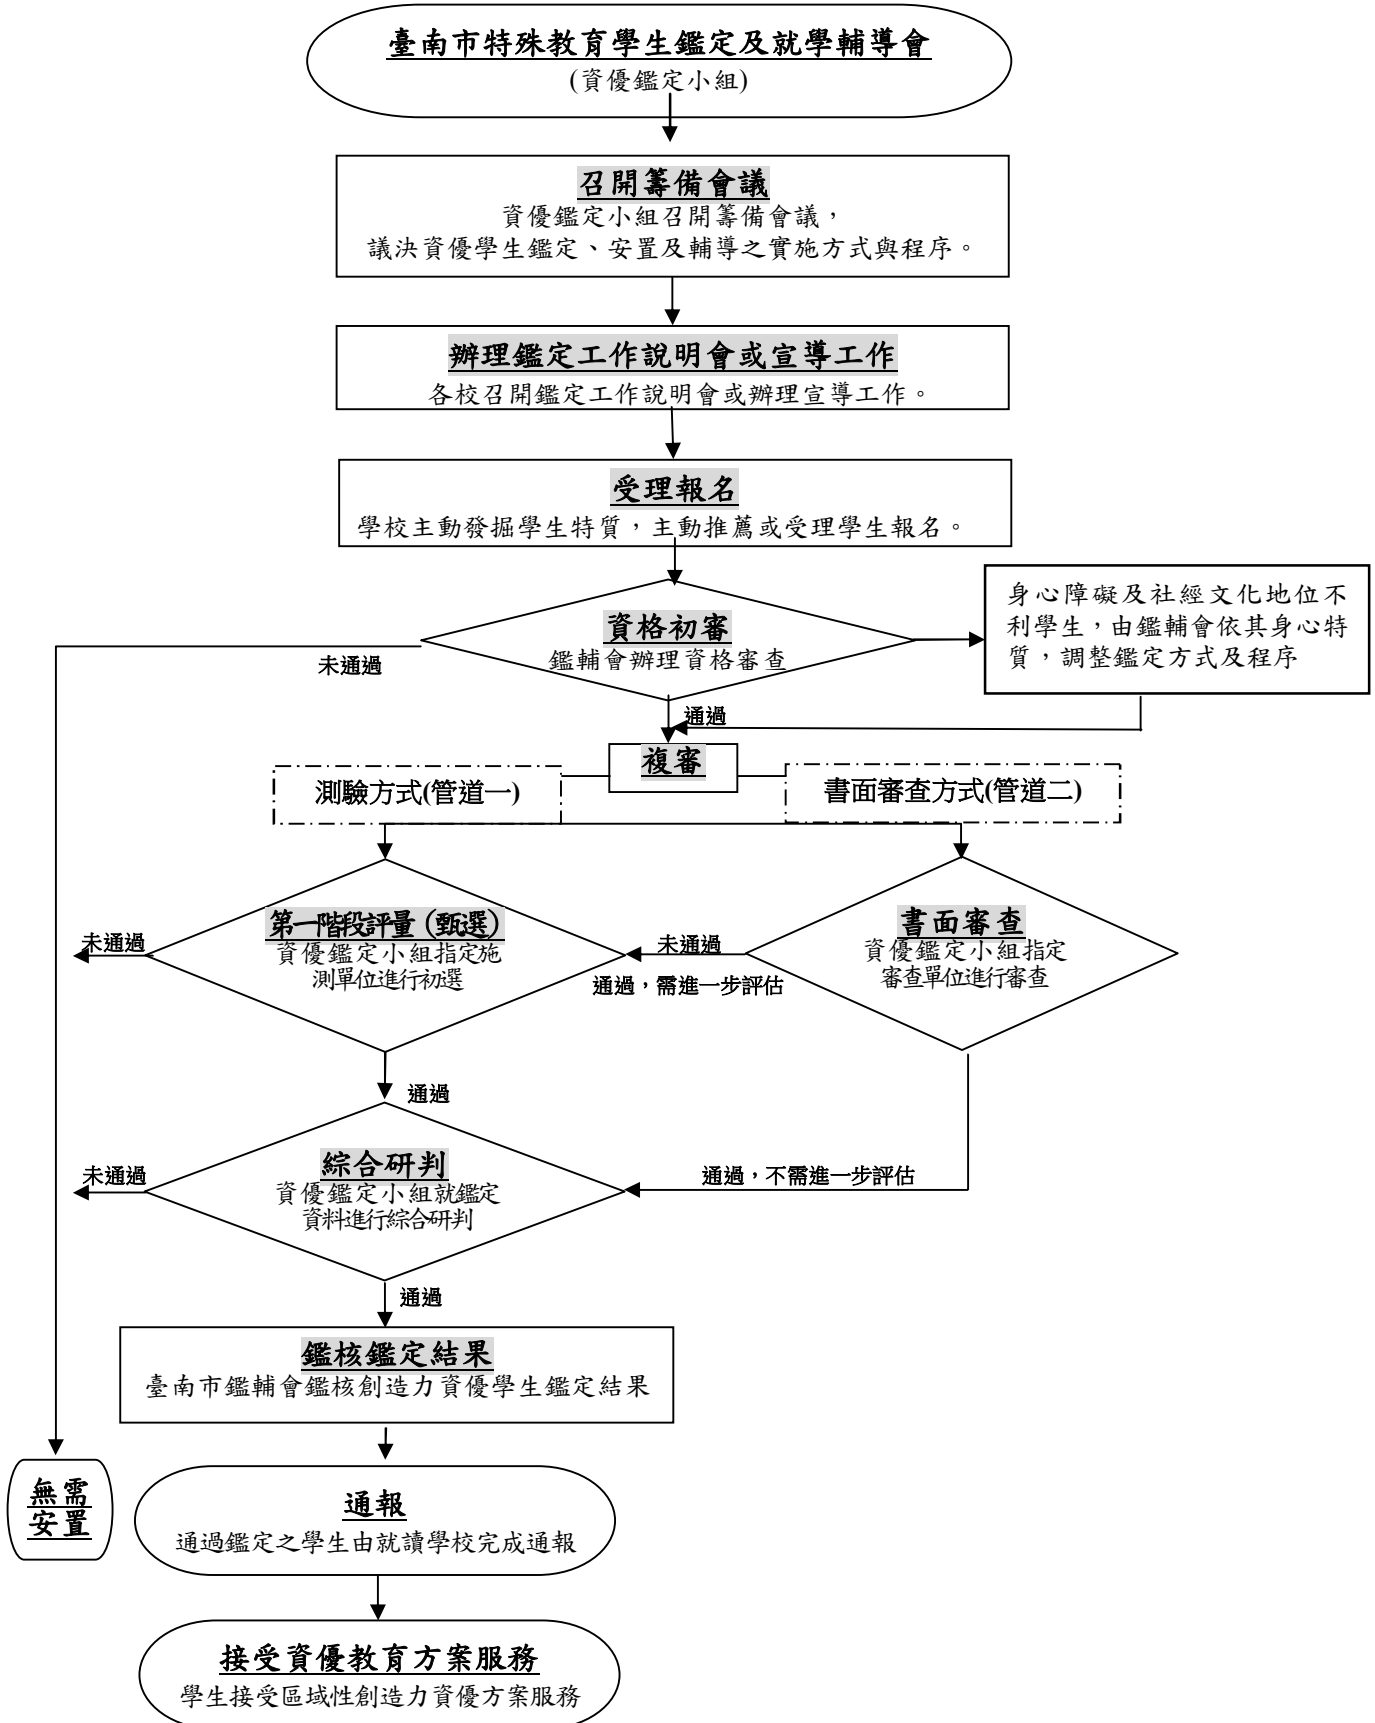 臺南市特殊教育學生鑑定及就學輔導會
(資優鑑定小組)
召開籌備會議
資優鑑定小組召開籌備會議，
議決資優學生鑑定、安置及輔導之實施方式與程序。
辦理鑑定工作說明會或宣導工作
各校召開鑑定工作說明會或辦理宣導工作。
受理報名
學校主動發掘學生特質，主動推薦或受理學生報名。
資格初審
鑑輔會辦理資格審查
身心障礙及社經文化地位不
利學生，由鑑輔會依其身心特
質，調整鑑定方式及程序
未通過
通過
複審
測驗方式(管道一)
書面審查方式(管道二)
第一階段評量（甄選）
資優鑑定小組指定施
測單位進行初選
未通過
未通過
通過，需進一步評估
書面審查
資優鑑定小組指定
審查單位進行審查
通過
綜合研判
資優鑑定小組就鑑定
資料進行綜合研判
未通過
通過，不需進一步評估
通過
鑑核鑑定結果
臺南市鑑輔會鑑核創造力資優學生鑑定結果
無需
安置
通報
通過鑑定之學生由就讀學校完成通報
接受資優教育方案服務
學生接受區域性創造力資優方案服務